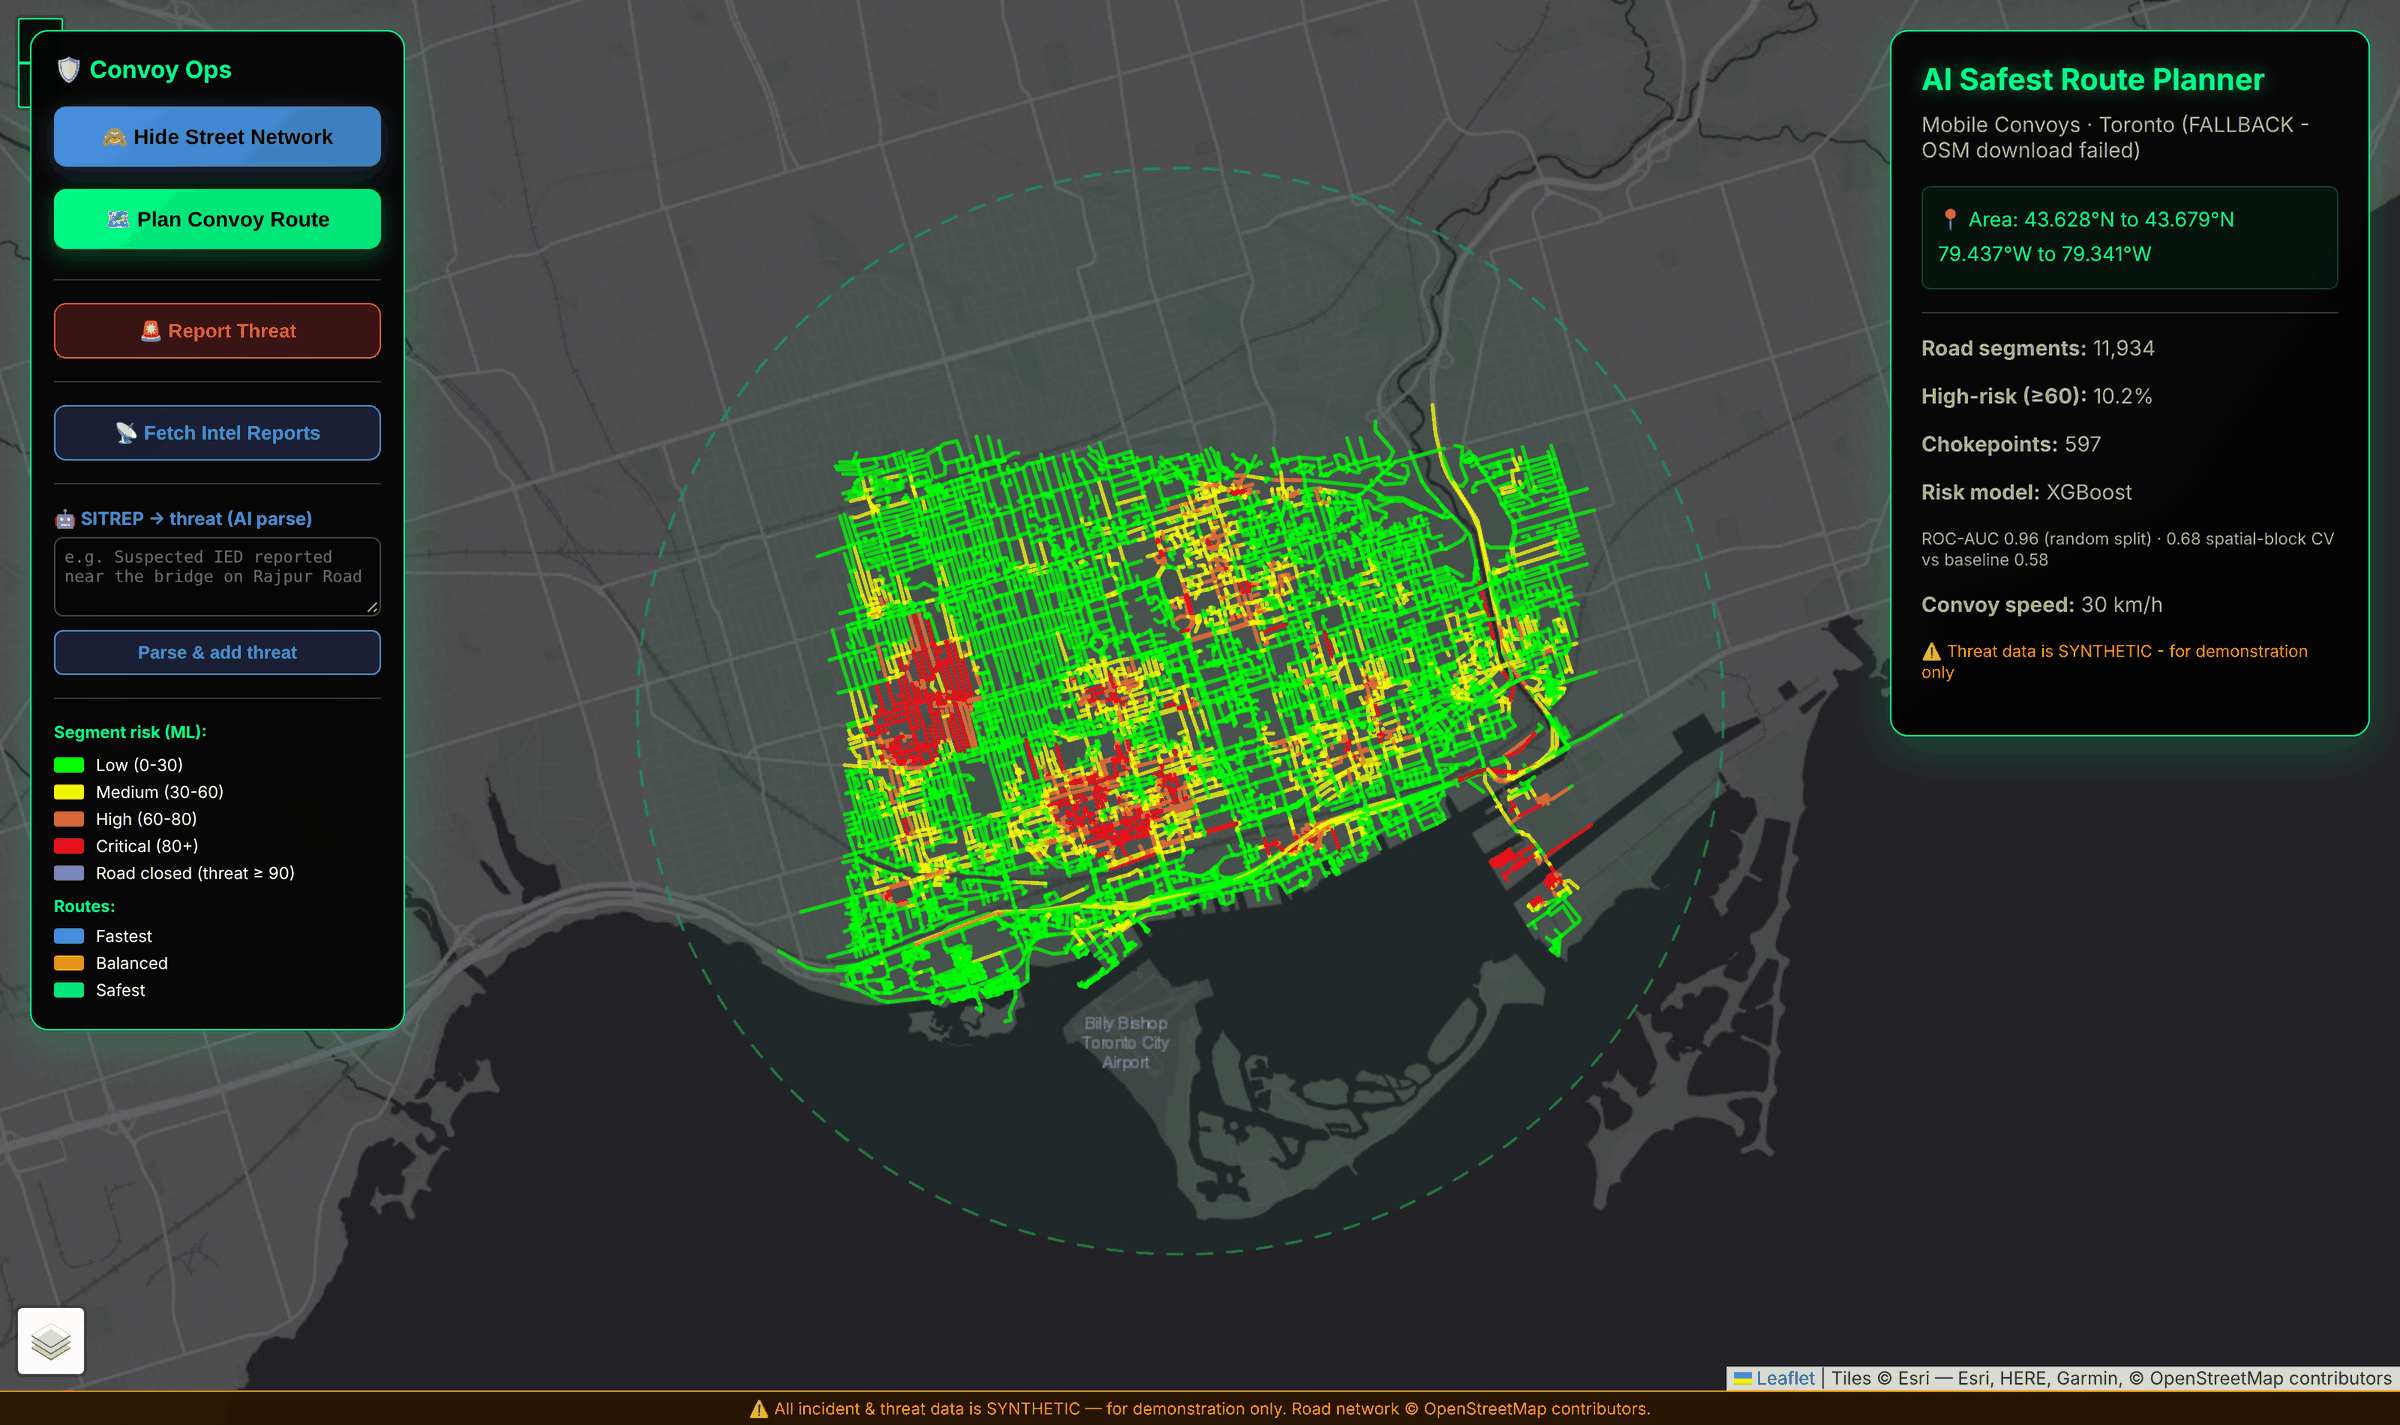 Convoy Ops
Hide Street Network
Plan Convoy Route
Report Threat
Fetch Intel Reports
SITREP → threat (AI parse)
e.g. Suspected IED reported
near the bridge on Rajpur Road
Parse & add threat
Segment risk (ML):
Low (0-30)
Medium (30-60)
High (60-80)
Critical (80+)
Road closed (threat ≥ 90)
Routes:
Fastest
Balanced
Safest
Billy Bishop
Toronto City
Airport
AI Safest Route Planner
Mobile Convoys · Toronto (FALLBACK -
OSM download failed)
Area: 43.628°N to 43.679°N
79.437°W to 79.341°W
Road segments: 11,934
High-risk (≥60): 10.2%
Chokepoints: 597
Risk model: XGBoost
ROC-AUC 0.96 (random split) · 0.68 spatial-block CV
vs baseline 0.58
Convoy speed: 30 km/h
⚠️ Threat data is SYNTHETIC - for demonstration
only
Leaflet | Tiles © Esri — Esri, HERE, Garmin, © OpenStreetMap contributors
⚠️ All incident & threat data is SYNTHETIC — for demonstration only. Road network © OpenStreetMap contributors.